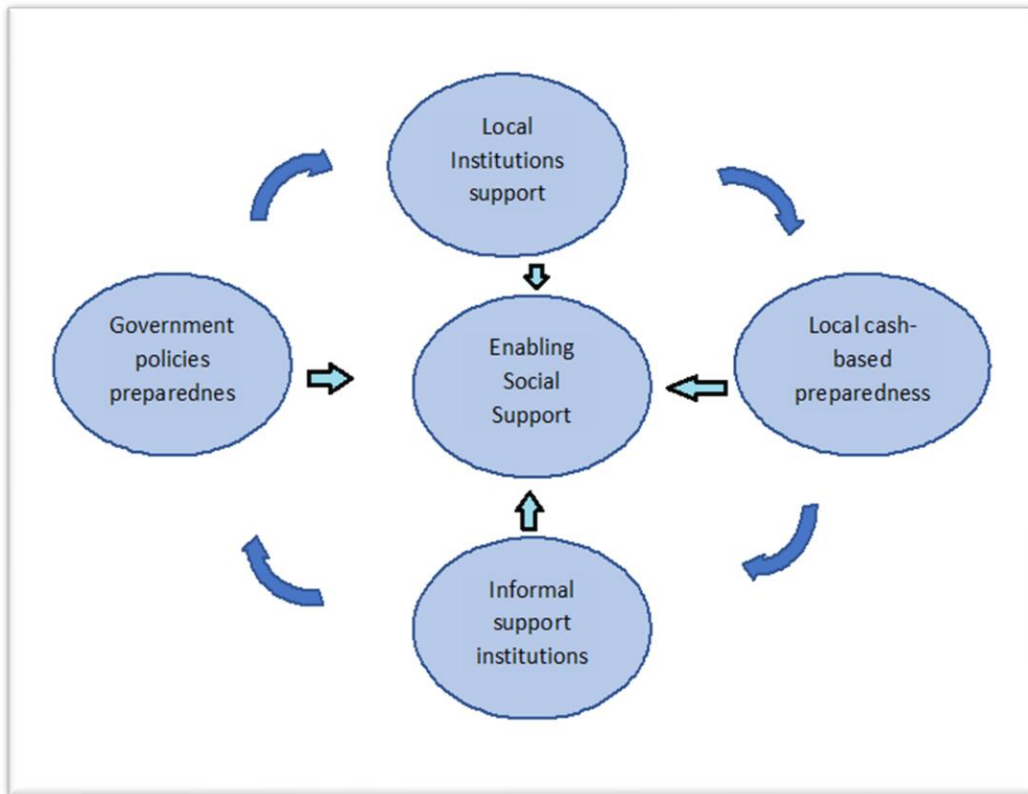 Local
Institutions
support
Government
policies
preparednes
Enabling
Social
Support
Local cash-
based
preparedness
Informal
support
institutions